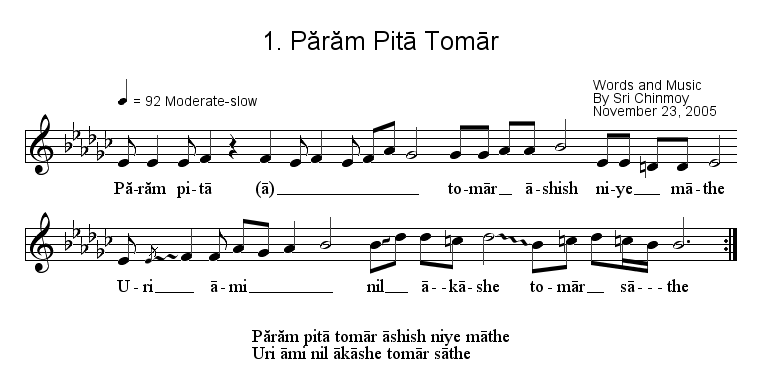 1. Părăm Pitā Tomār
= 92 Moderate-slow
Words and Music
By Sri Chinmoy
November 23, 2005
Pă-răm pi-tā (ā) to-mār āshish ni-ye mā-the
U-ri ā-mi nil ā-kā-she to-mār sā---the
Părăm pitā tomār āshish niye māthe
Uri āmi nil ākāshe tomār sāthe